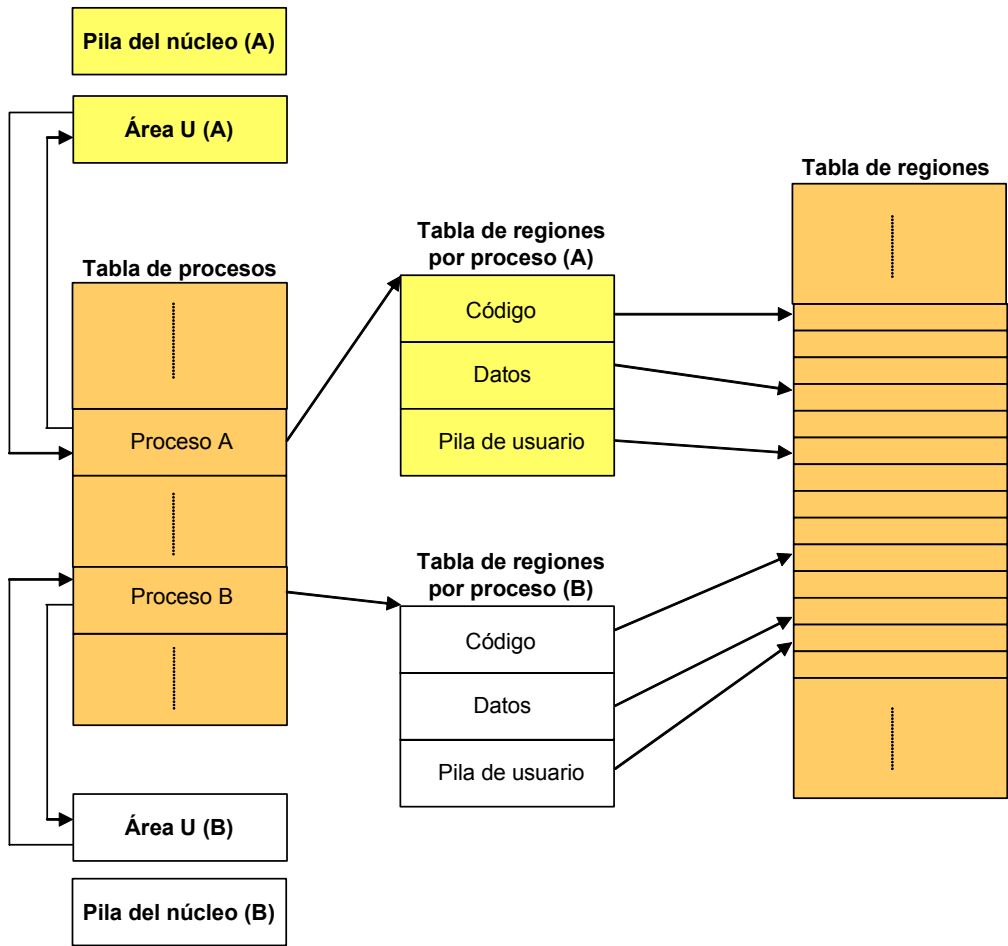 Pila del núcleo (A)
Área U (A)
Tabla de procesos
Proceso A
Proceso B
Área U (B)
Pila del núcleo (B)
Tabla de regiones
por proceso (A)
Código
Datos
Pila de usuario
Tabla de regiones
por proceso (B)
Código
Datos
Pila de usuario
Tabla de regiones